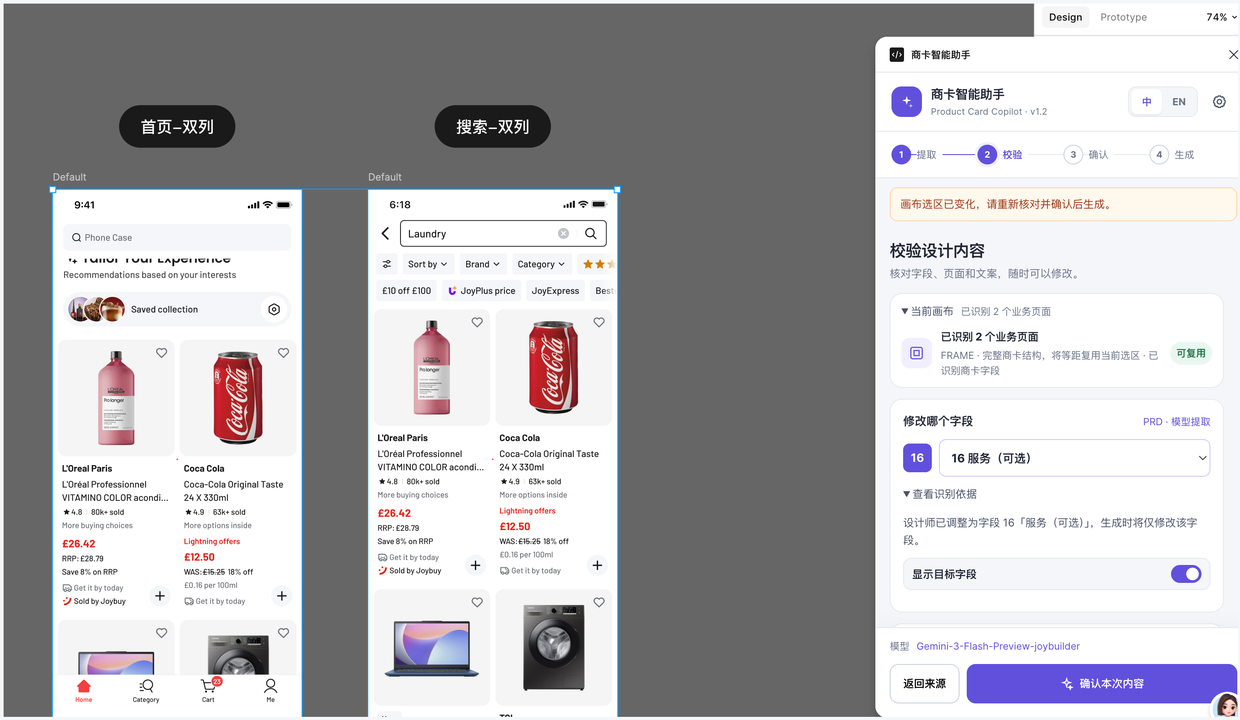 Design
Prototype
74%
商卡智能助手
商卡智能助手
Product Card Copilot · v1.2
中
EN
1 提取
2 校验
3 确认
4 生成
画布选区已变化，请重新核对并确认后生成。
校验设计内容
核对字段、页面和文案，随时可以修改。
当前画布 已识别 2 个业务页面
已识别 2 个业务页面
FRAME · 完整商卡结构，将等距复用当前选区 · 已
识别商卡字段
可复用
修改哪个字段
PRD · 模型提取
16
16 服务（可选）
查看识别依据
设计师已调整为字段 16「服务（可选）」，生成时将仅修改该字
段。
显示目标字段
模型 Gemini-3-Flash-Preview-joybuilder
返回来源
确认本次内容
首页–双列
Default
9:41
Phone Case
Tailor Your Experience
Recommendations based on your interests
Saved collection
L'Oreal Paris
L'Oréal Professionnel
VITAMINO COLOR acondi...
★4.8 80k+ sold
More buying choices
£26.42
RRP: £28.79
Save 8% on RRP
Get it by today
Sold by Joybuy
Coca Cola
Coca-Cola Original Taste
24 X 330ml
★4.9 63k+ sold
More options inside
Lightning offers
£12.50
WAS: £15.25 18% off
£0.16 per 100ml
Get it by today
Home
Category
23
Cart
Me
搜索–双列
Default
6:18
Laundry
Sort by
Brand
Category
£10 off £100
JoyPlus price
JoyExpress
Best
L'Oreal Paris
L'Oréal Professionnel
VITAMINO COLOR acondi...
★4.8 80k+ sold
More buying choices
£26.42
RRP: £28.79
Save 8% on RRP
Get it by today
Sold by Joybuy
Coca Cola
Coca-Cola Original Taste
24 X 330ml
★4.9 63k+ sold
More options inside
Lightning offers
£12.50
WAS: £15.25 18% off
£0.16 per 100ml
Get it by today